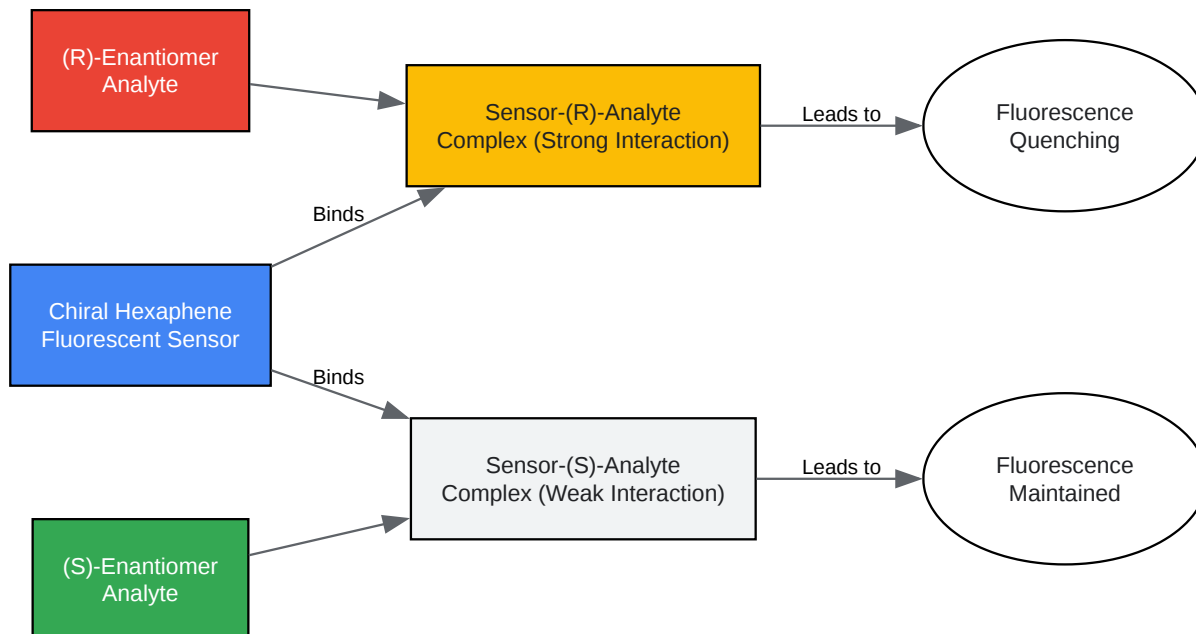 (R)-Enantiomer
Analyte
Sensor-(R)-Analyte
Complex (Strong Interaction)
Leads to
Fluorescence
Quenching
Binds
Chiral Hexaphene
Fluorescent Sensor
Binds
Sensor-(S)-Analyte
Complex (Weak Interaction)
Leads to
Fluorescence
Maintained
(S)-Enantiomer
Analyte